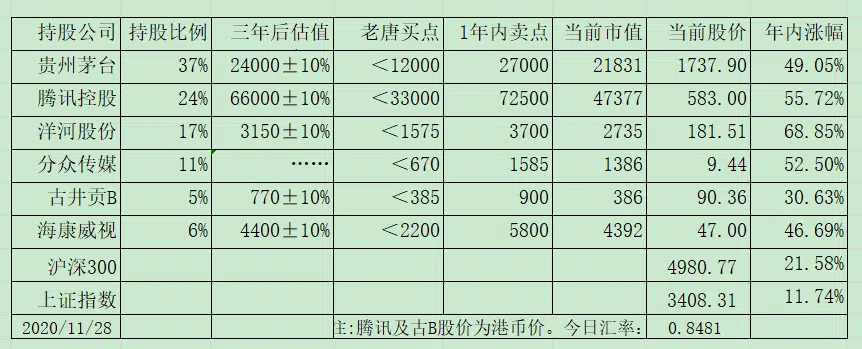 持股公司 持股比例 三年后估值 老唐买点 1年内卖点 当前市值 当前股价 年内涨幅
贵州茅台 37% 24000±10% ＜12000 27000 21831 1737.90 49.05%
腾讯控股 24% 66000±10% ＜33000 72500 47377 583.00 55.72%
洋河股份 17% 3150±10% ＜1575 3700 2735 181.51 68.85%
分众传媒 11% …… ＜670 1585 1386 9.44 52.50%
古井贡B 5% 770±10% ＜385 900 386 90.36 30.63%
海康威视 6% 4400±10% ＜2200 5800 4392 47.00 46.69%
沪深300 4980.77 21.58%
上证指数 3408.31 11.74%
2020/11/28 注:腾讯及古B股价为港币价。今日汇率： 0.8481